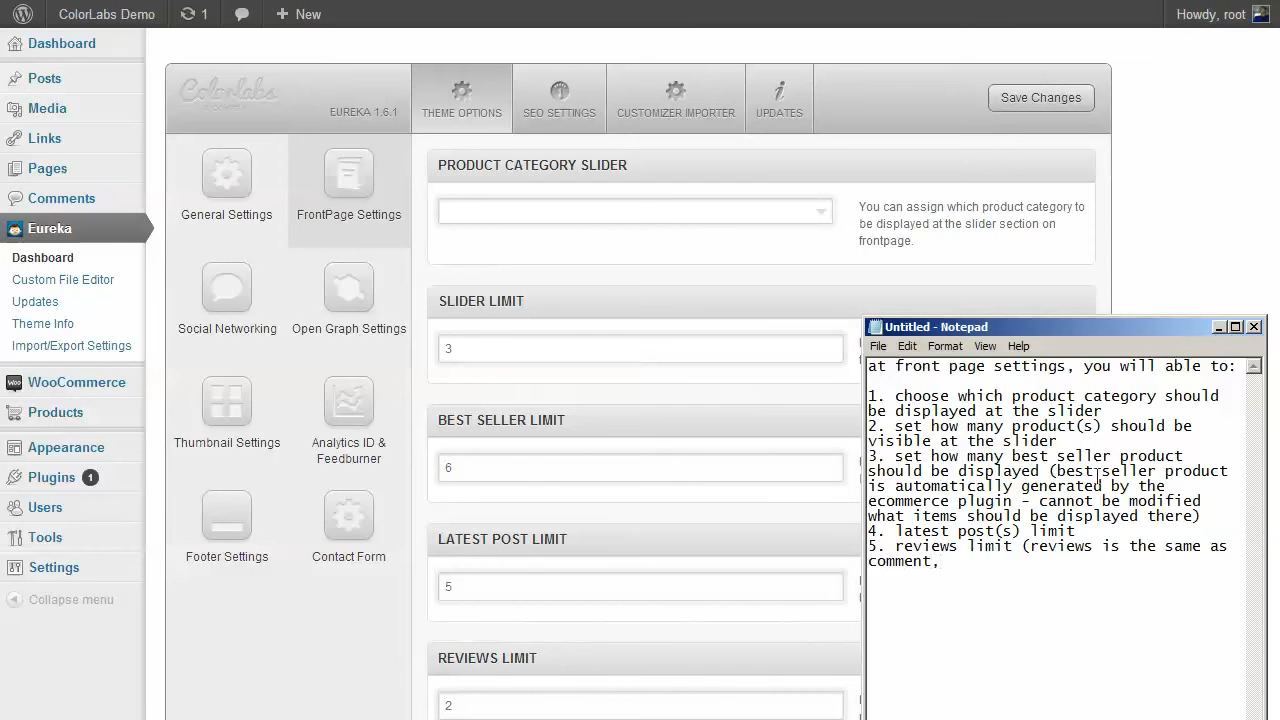 ColorLabs Demo
1
New
Howdy, root
Dashboard
Posts
Media
Links
Pages
Comments
Eureka
Dashboard
Custom File Editor
Updates
Theme Info
Import/Export Settings
WooCommerce
Products
Appearance
Plugins 1
Users
Tools
Settings
Collapse menu
Colorlabs
EUREKA 1.6.1
THEME OPTIONS
SEO SETTINGS
CUSTOMIZER IMPORTER
UPDATES
Save Changes
General Settings
FrontPage Settings
Social Networking
Open Graph Settings
Thumbnail Settings
Analytics ID &
Feedburner
Footer Settings
Contact Form
PRODUCT CATEGORY SLIDER
You can assign which product category to
be displayed at the slider section on
frontpage.
SLIDER LIMIT
3
BEST SELLER LIMIT
6
LATEST POST LIMIT
5
REVIEWS LIMIT
2
Untitled - Notepad
File Edit Format View Help
at front page settings, you will able to:
1. choose which product category should
be displayed at the slider
2. set how many product(s) should be
visible at the slider
3. set how many best seller product
should be displayed (best seller product
is automatically generated by the
ecommerce plugin - cannot be modified
what items should be displayed there)
4. latest post(s) limit
5. reviews limit (reviews is the same as
comment,